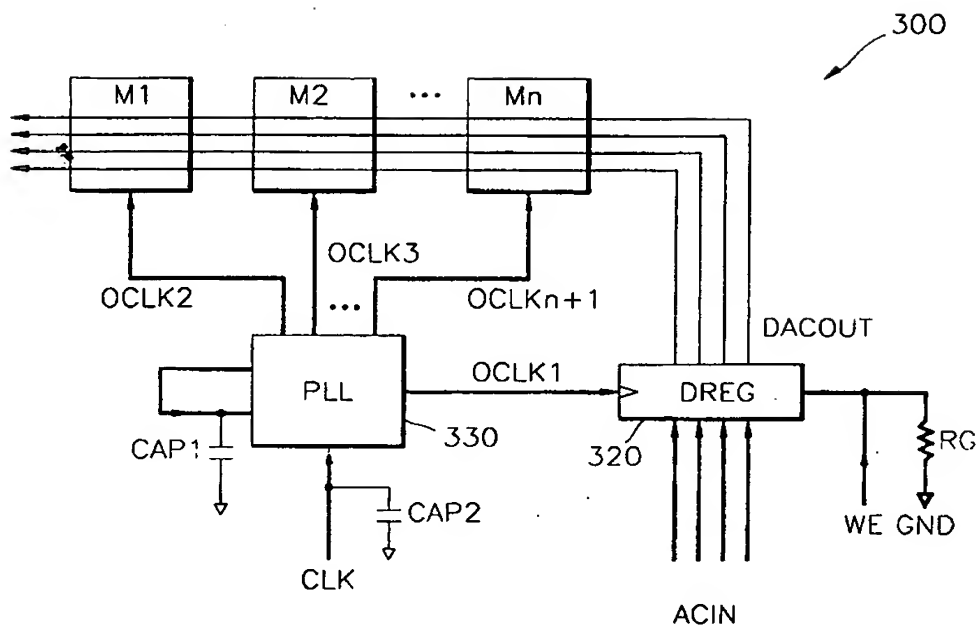 300
M1 M2 ... Mn
OCLK3
OCLK2 ... OCLKn+1
DACOUT
OCLK1
PLL DREG
330
320
CAP1 RG
CAP2
WE GND
CLK
ACIN